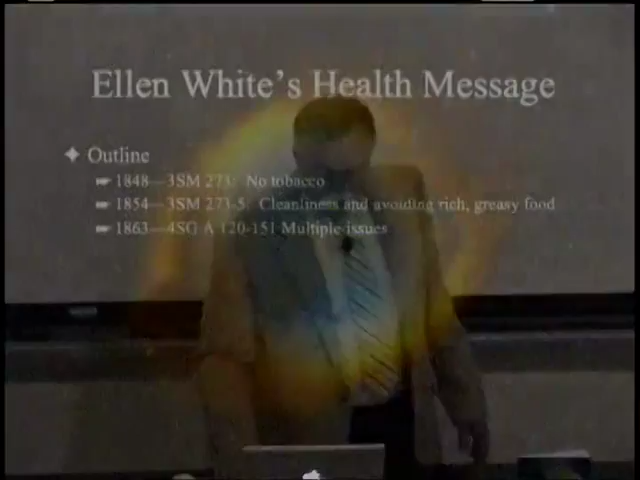 Ellen White's Health Message
Outline
1848—3SM 273: No tobacco
1854—3SM 273-5: Cleanliness and avoiding rich, greasy food
1863—4SG A 120-151 Multiple issues